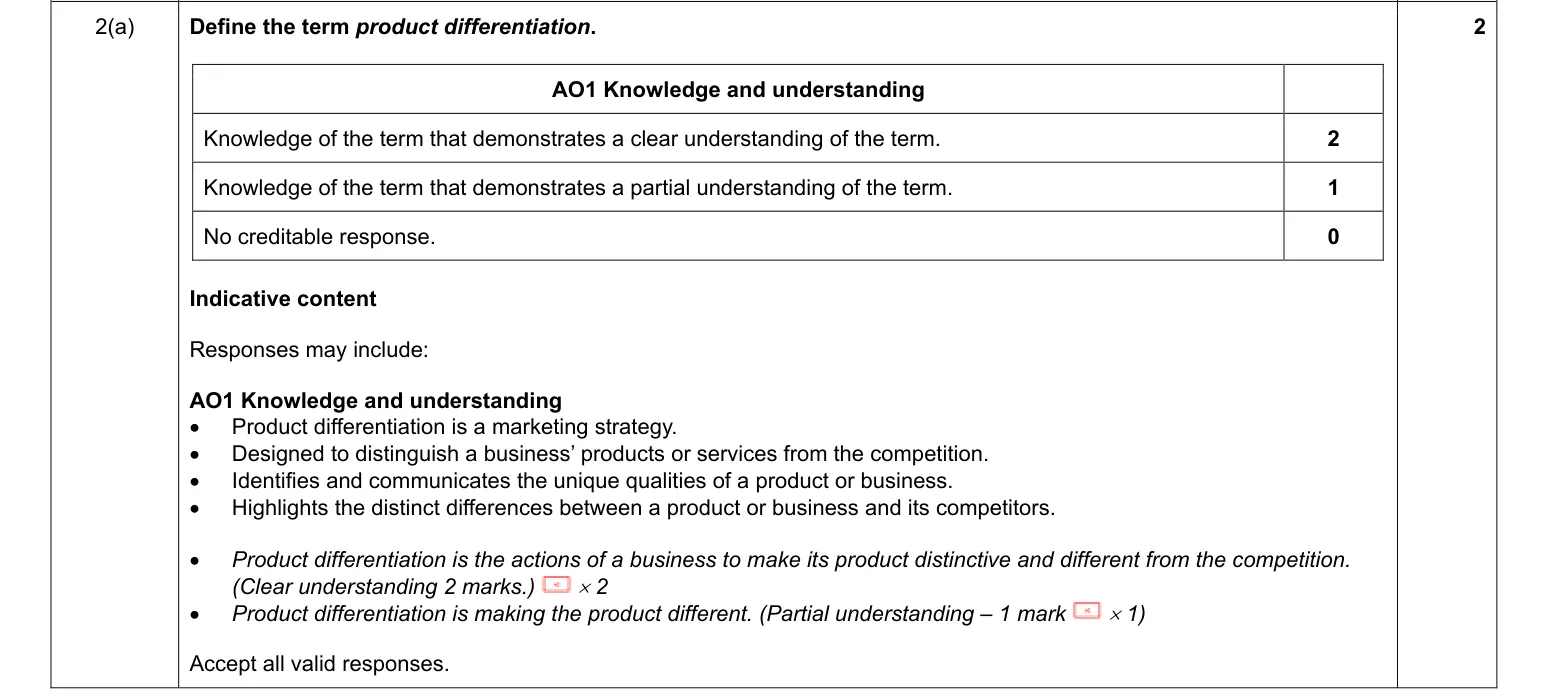 2(a)
Define the term product differentiation.
2
AO1 Knowledge and understanding
Knowledge of the term that demonstrates a clear understanding of the term.
2
Knowledge of the term that demonstrates a partial understanding of the term.
1
No creditable response.
0
Indicative content
Responses may include:
AO1 Knowledge and understanding
• Product differentiation is a marketing strategy.
• Designed to distinguish a business’ products or services from the competition.
• Identifies and communicates the unique qualities of a product or business.
• Highlights the distinct differences between a product or business and its competitors.
• Product differentiation is the actions of a business to make its product distinctive and different from the competition.
(Clear understanding 2 marks.) × 2
• Product differentiation is making the product different. (Partial understanding – 1 mark × 1)
Accept all valid responses.